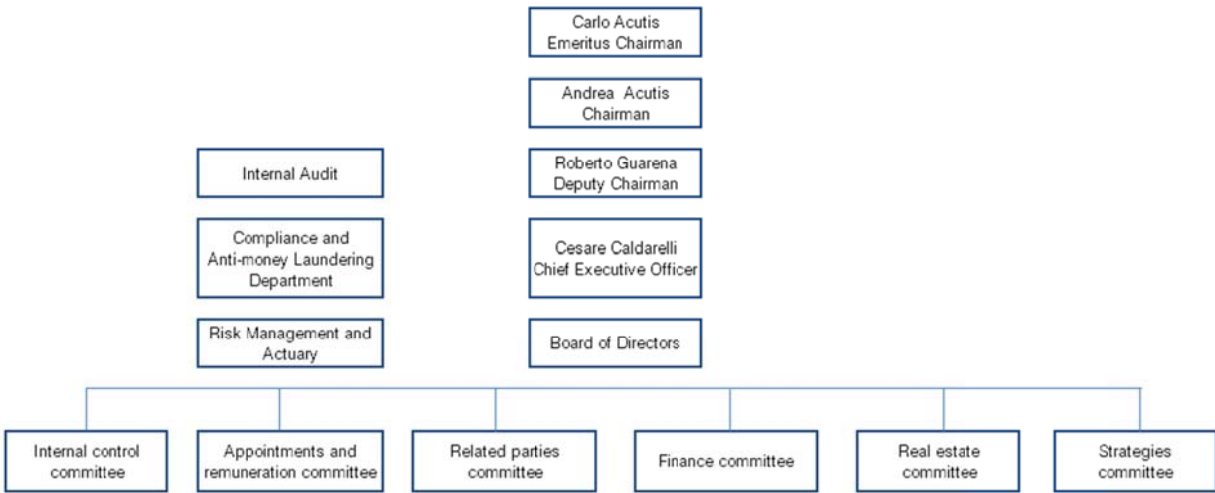 Carlo Acutis
Emeritus Chairman
Andrea Acutis
Chairman
Internal Audit
Roberto Guarena
Deputy Chairman
Compliance and
Anti-money Laundering
Department
Cesare Caldarelli
Chief Executive Officer
Risk Management and
Actuary
Board of Directors
Internal control
committee
Appointments and
remuneration committee
Related parties
committee
Finance committee
Real estate
committee
Strategies
committee